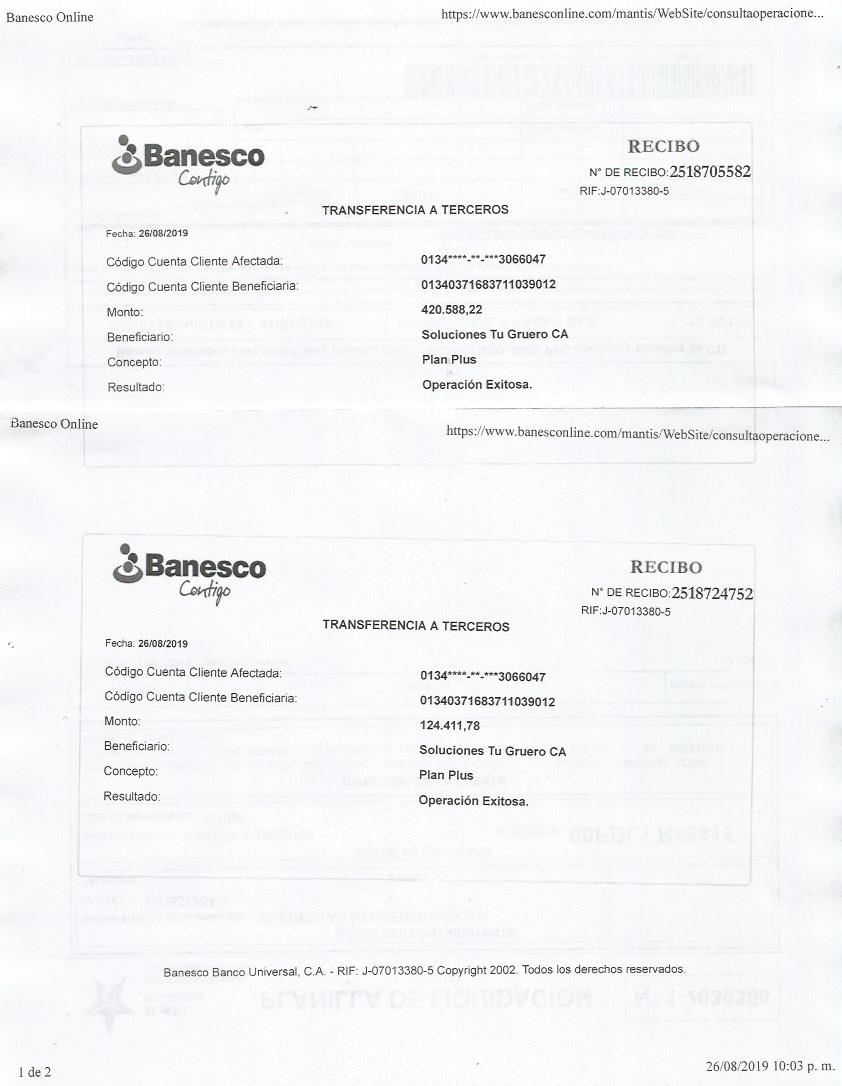 Banesco Online https://www.banesconline.com/mantis/WebSite/consultaoperacione...
Banesco
Contigo
RECIBO
N° DE RECIBO:2518705582
RIF:J-07013380-5
TRANSFERENCIA A TERCEROS
Fecha: 26/08/2019
Código Cuenta Cliente Afectada: 0134****-**-***3066047
Código Cuenta Cliente Beneficiaria: 01340371683711039012
Monto: 420.588,22
Beneficiario: Soluciones Tu Gruero CA
Concepto: Plan Plus
Resultado: Operación Exitosa.
Banesco Online https://www.banesconline.com/mantis/WebSite/consultaoperacione...
Banesco
Contigo
RECIBO
N° DE RECIBO:2518724752
RIF:J-07013380-5
TRANSFERENCIA A TERCEROS
Fecha: 26/08/2019
Código Cuenta Cliente Afectada: 0134****-**-***3066047
Código Cuenta Cliente Beneficiaria: 01340371683711039012
Monto: 124.411,78
Beneficiario: Soluciones Tu Gruero CA
Concepto: Plan Plus
Resultado: Operación Exitosa.
Banesco Banco Universal, C.A. - RIF: J-07013380-5 Copyright 2002. Todos los derechos reservados.
PLANILLA DE LIQUIDACION Nº 1-2039386
1 de 2 26/08/2019 10:03 p. m.